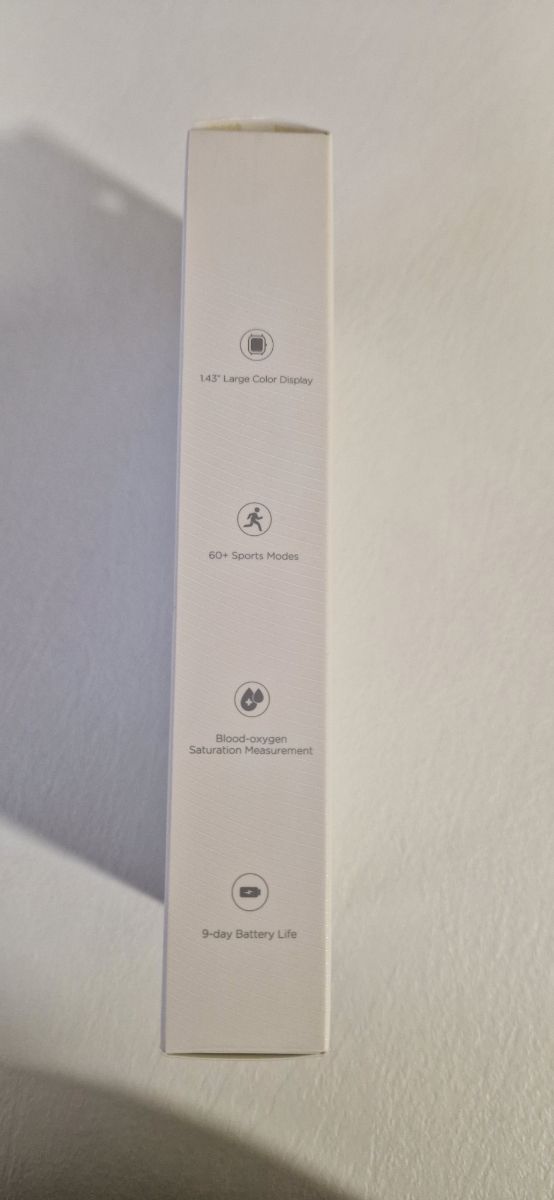 1.43" Large Color Display
60+ Sports Modes
Blood-oxygen
Saturation Measurement
9-day Battery Life